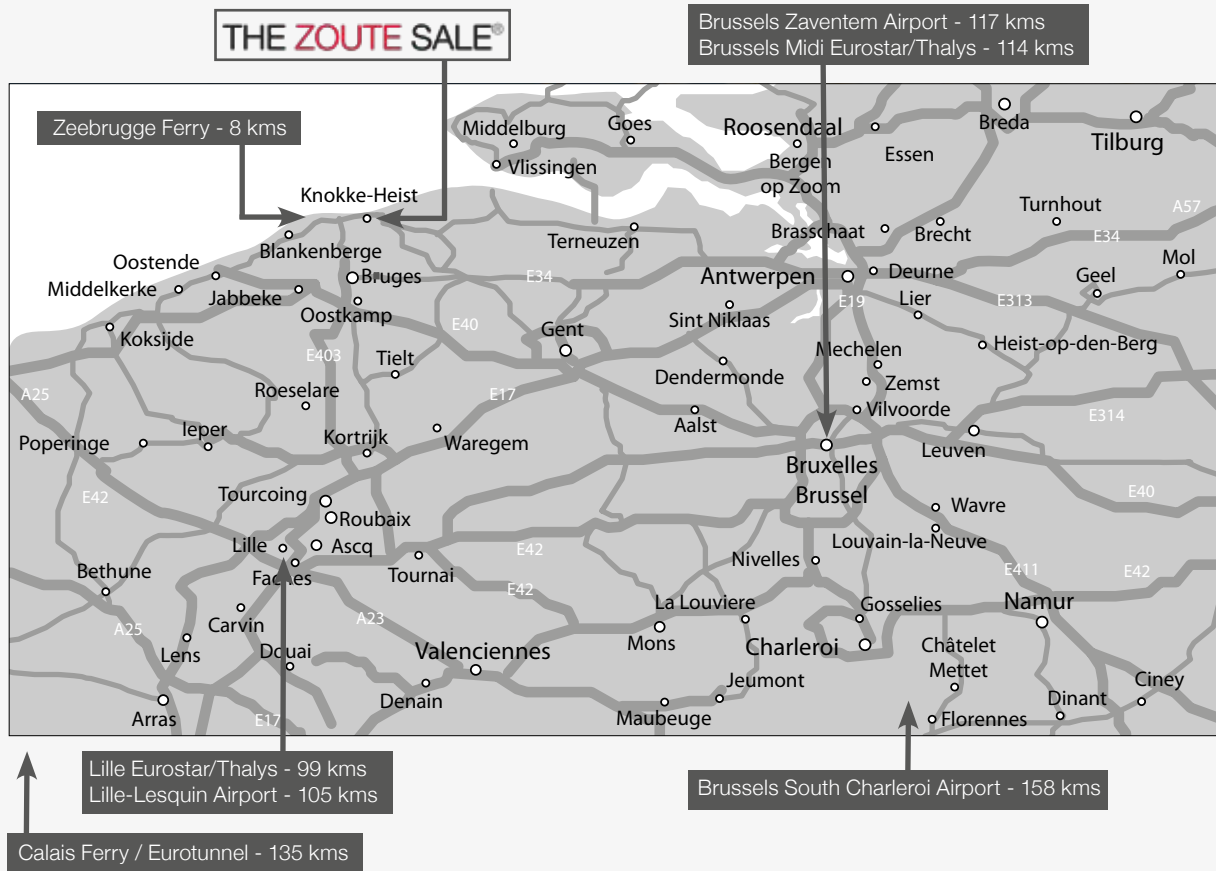 THE ZOUTE SALE®
Brussels Zaventem Airport - 117 kms
Brussels Midi Eurostar/Thalys - 114 kms
Zeebrugge Ferry - 8 kms
Middelburg
Goes
Roosendaal
Breda
Tilburg
Essen
Vlissingen
Bergen
op Zoom
Knokke-Heist
Turnhout
A57
Blankenberge
Terneuzen
Brasschaat
Brecht
E34
Oostende
Bruges
E34
Antwerpen
Deurne
Geel
Mol
Middelkerke
Jabbeke
Oostkamp
E19
Lier
E313
Koksijde
E40
Gent
Sint Niklaas
E403
Tielt
Mechelen
Heist-op-den-Berg
A25
Roeselare
E17
Dendermonde
Zemst
Vilvoorde
E314
Poperinge
Ieper
Kortrijk
Waregem
Aalst
Leuven
Bruxelles
Brussel
E42
Tourcoing
E40
Roubaix
Wavre
Lille
Ascq
E42
Louvain-la-Neuve
Bethune
Faches
Tournai
Nivelles
E411
E42
E42
A25
Carvin
A23
La Louviere
Gosselies
Namur
Lens
Douai
Valenciennes
Mons
Charleroi
Châtelet
Mettet
Arras
E17
Denain
Maubeuge
Jeumont
Florennes
Dinant
Ciney
Lille Eurostar/Thalys - 99 kms
Lille-Lesquin Airport - 105 kms
Brussels South Charleroi Airport - 158 kms
Calais Ferry / Eurotunnel - 135 kms